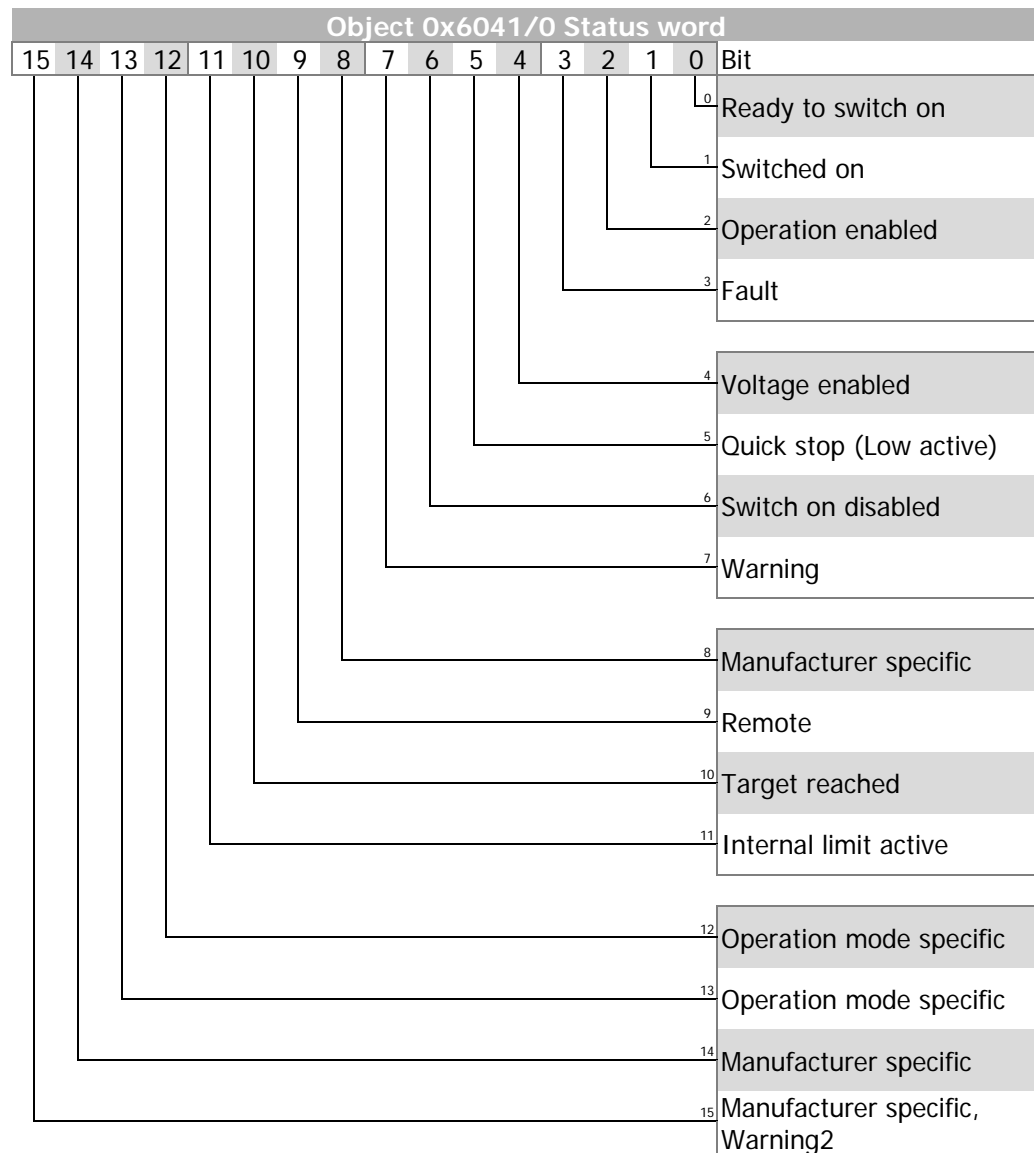 Object 0x6041/0 Status word
15 14 13 12 11 10 9 8 7 6 5 4 3 2 1 0 Bit
0 Ready to switch on
1 Switched on
2 Operation enabled
3 Fault
4 Voltage enabled
5 Quick stop (Low active)
6 Switch on disabled
7 Warning
8 Manufacturer specific
9 Remote
10 Target reached
11 Internal limit active
12 Operation mode specific
13 Operation mode specific
14 Manufacturer specific
15 Manufacturer specific,
Warning2